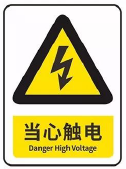 当心触电
Danger High Voltage